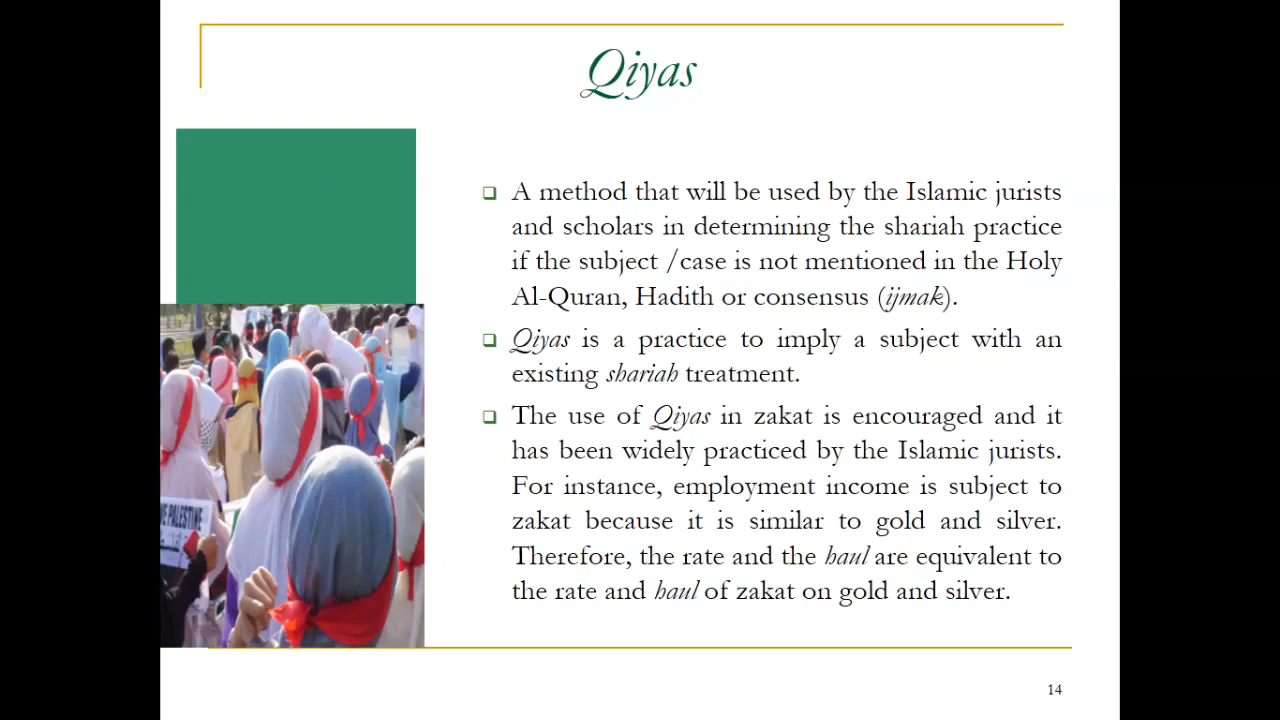 Qiyas
❑ A method that will be used by the Islamic jurists
and scholars in determining the shariah practice
if the subject /case is not mentioned in the Holy
Al-Quran, Hadith or consensus (ijmak).
❑ Qiyas is a practice to imply a subject with an
existing shariah treatment.
❑ The use of Qiyas in zakat is encouraged and it
has been widely practiced by the Islamic jurists.
For instance, employment income is subject to
zakat because it is similar to gold and silver.
Therefore, the rate and the haul are equivalent to
the rate and haul of zakat on gold and silver.
PALESTINE
14